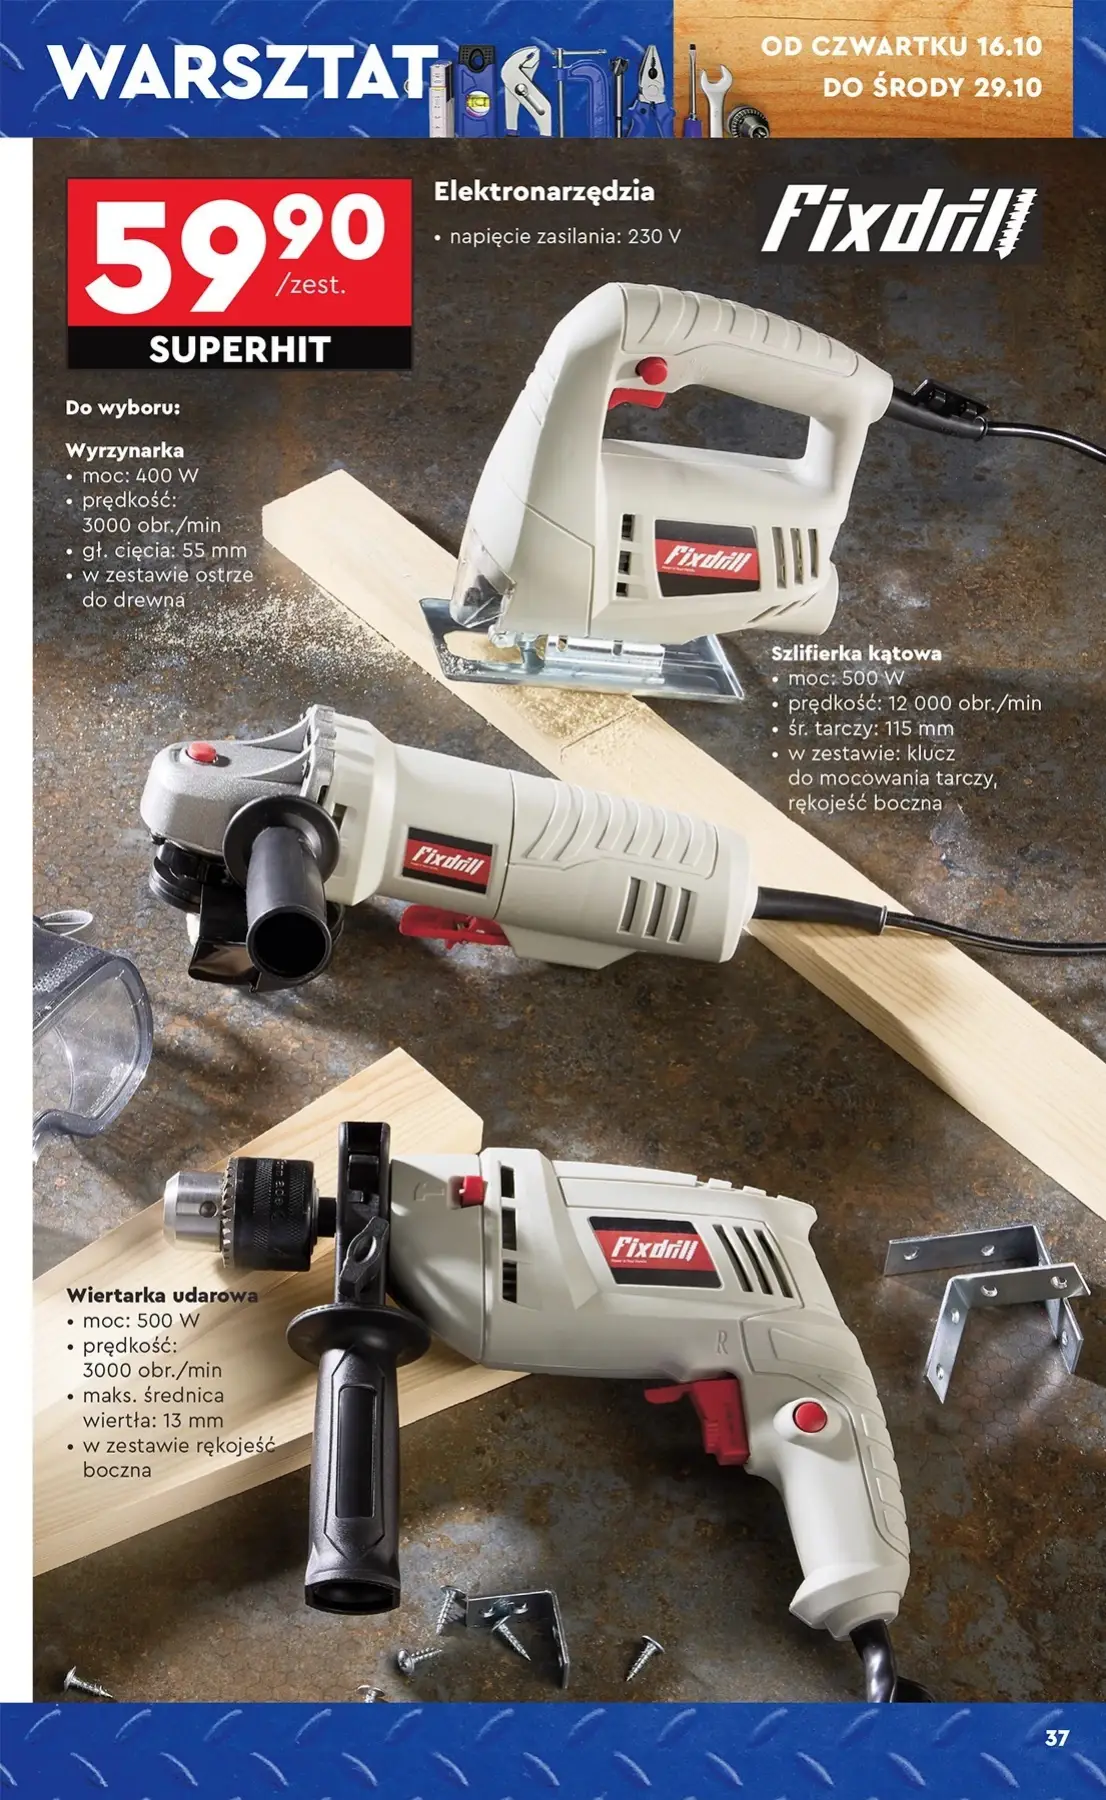 WARSZTAT
OD CZWARTKU 16.10
DO ŚRODY 29.10
59 90
/zest.
SUPERHIT
Elektronarzędzia
• napięcie zasilania: 230 V
Fixdrill
Do wyboru:
Wyrzynarka
• moc: 400 W
• prędkość:
3000 obr./min
• gł. cięcia: 55 mm
• w zestawie ostrze
do drewna
Fixdrill
Szlifierka kątowa
• moc: 500 W
• prędkość: 12 000 obr./min
• śr. tarczy: 115 mm
• w zestawie: klucz
do mocowania tarczy,
rękojeść boczna
Fixdrill
Fixdrill
R
Wiertarka udarowa
• moc: 500 W
• prędkość:
3000 obr./min
• maks. średnica
wiertła: 13 mm
• w zestawie rękojeść
boczna
37